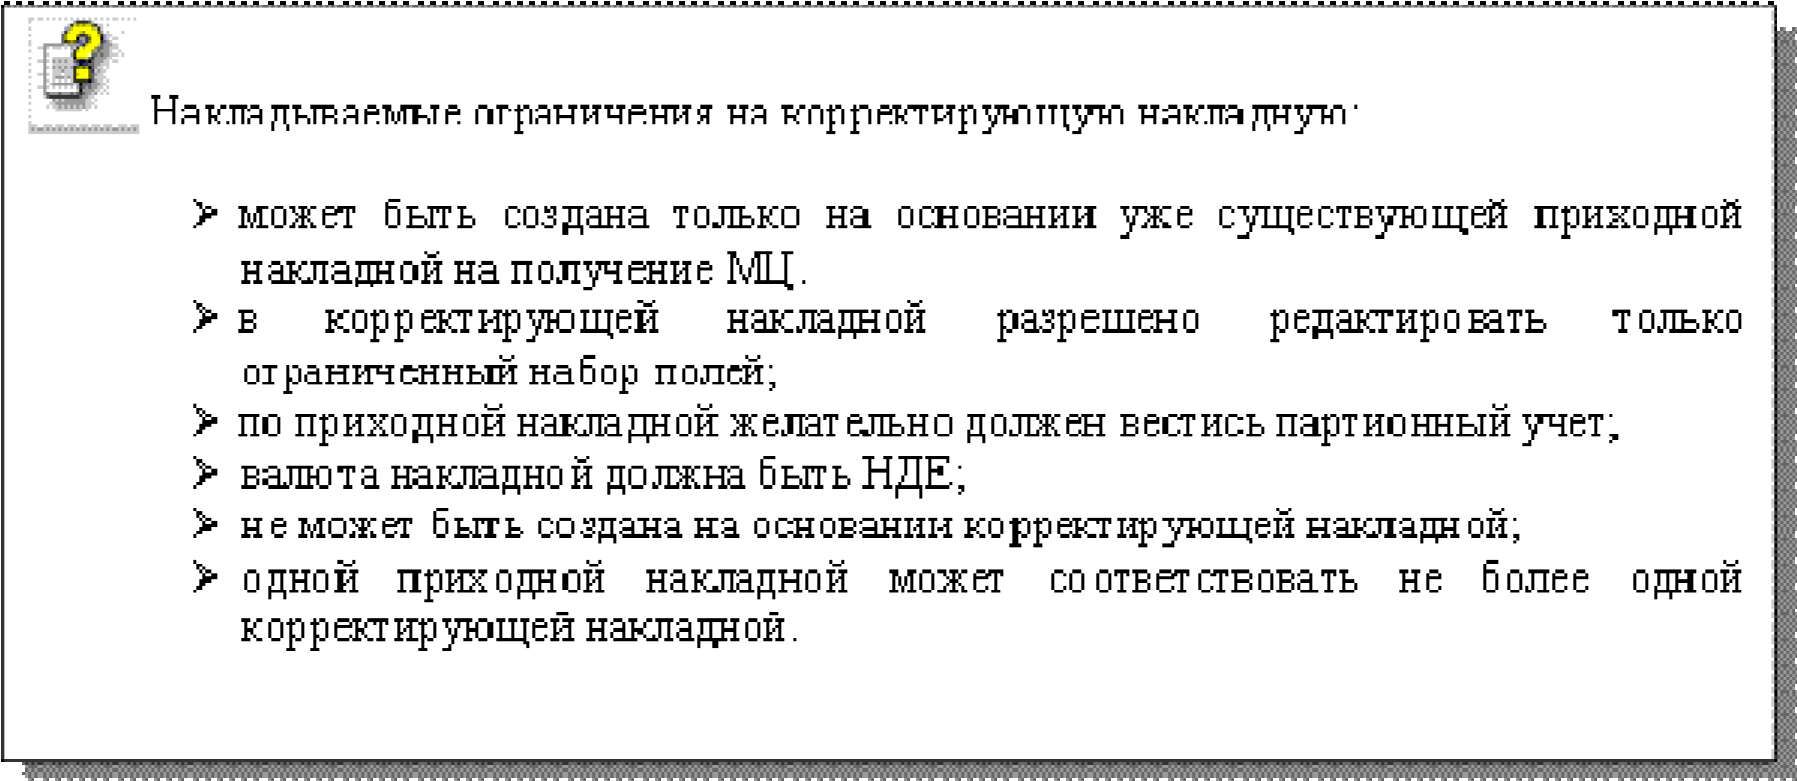 Накладываемые ограничения на корректирующую накладную:
➢ может быть создана только на основании уже существующей приходной
накладной на получение МЦ.
➢ в корректирующей накладной разрешено редактировать только
ограниченный набор полей;
➢ по приходной накладной желательно должен вестись партионный учет;
➢ валюта накладной должна быть НДЕ;
➢ не может быть создана на основании корректирующей накладной;
➢ одной приходной накладной может соответствовать не более одной
корректирующей накладной.